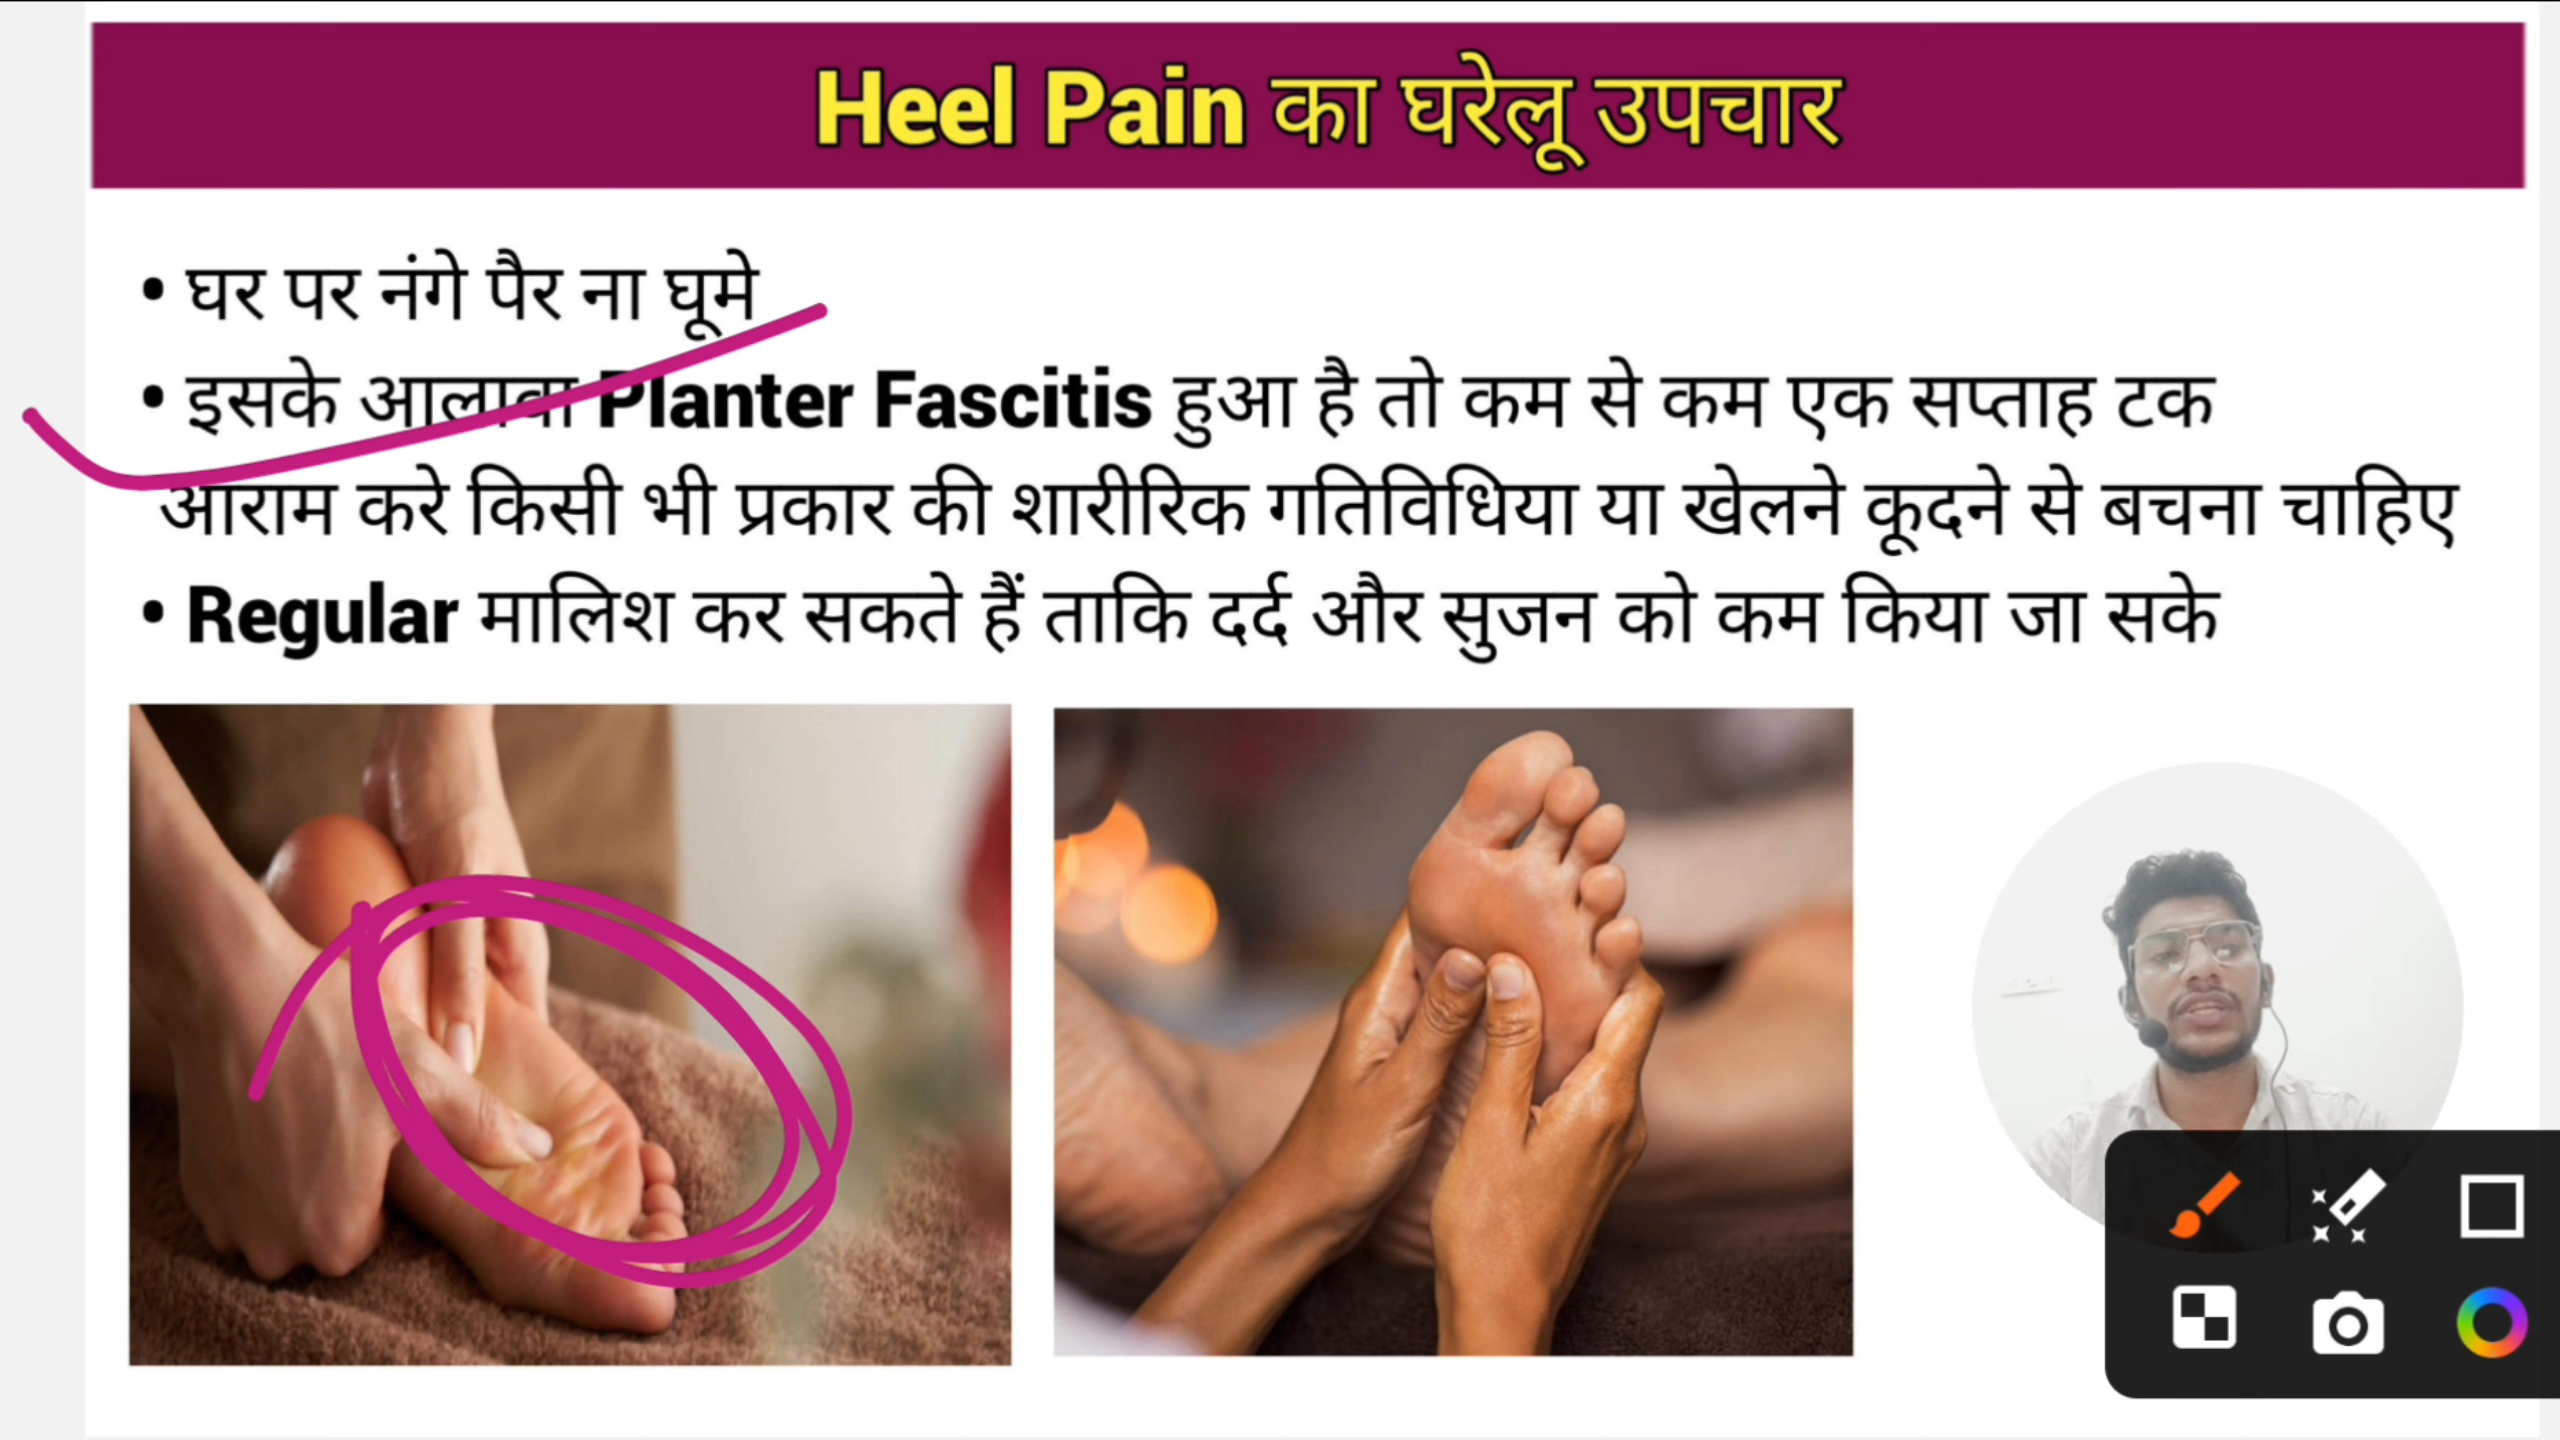 Heel Pain का घरेलू उपचार
• घर पर नंगे पैर ना घूमे
• इसके आलावा Planter Fascitis हुआ है तो कम से कम एक सप्ताह टक
आराम करे किसी भी प्रकार की शारीरिक गतिविधिया या खेलने कूदने से बचना चाहिए
• Regular मालिश कर सकते हैं ताकि दर्द और सुजन को कम किया जा सके